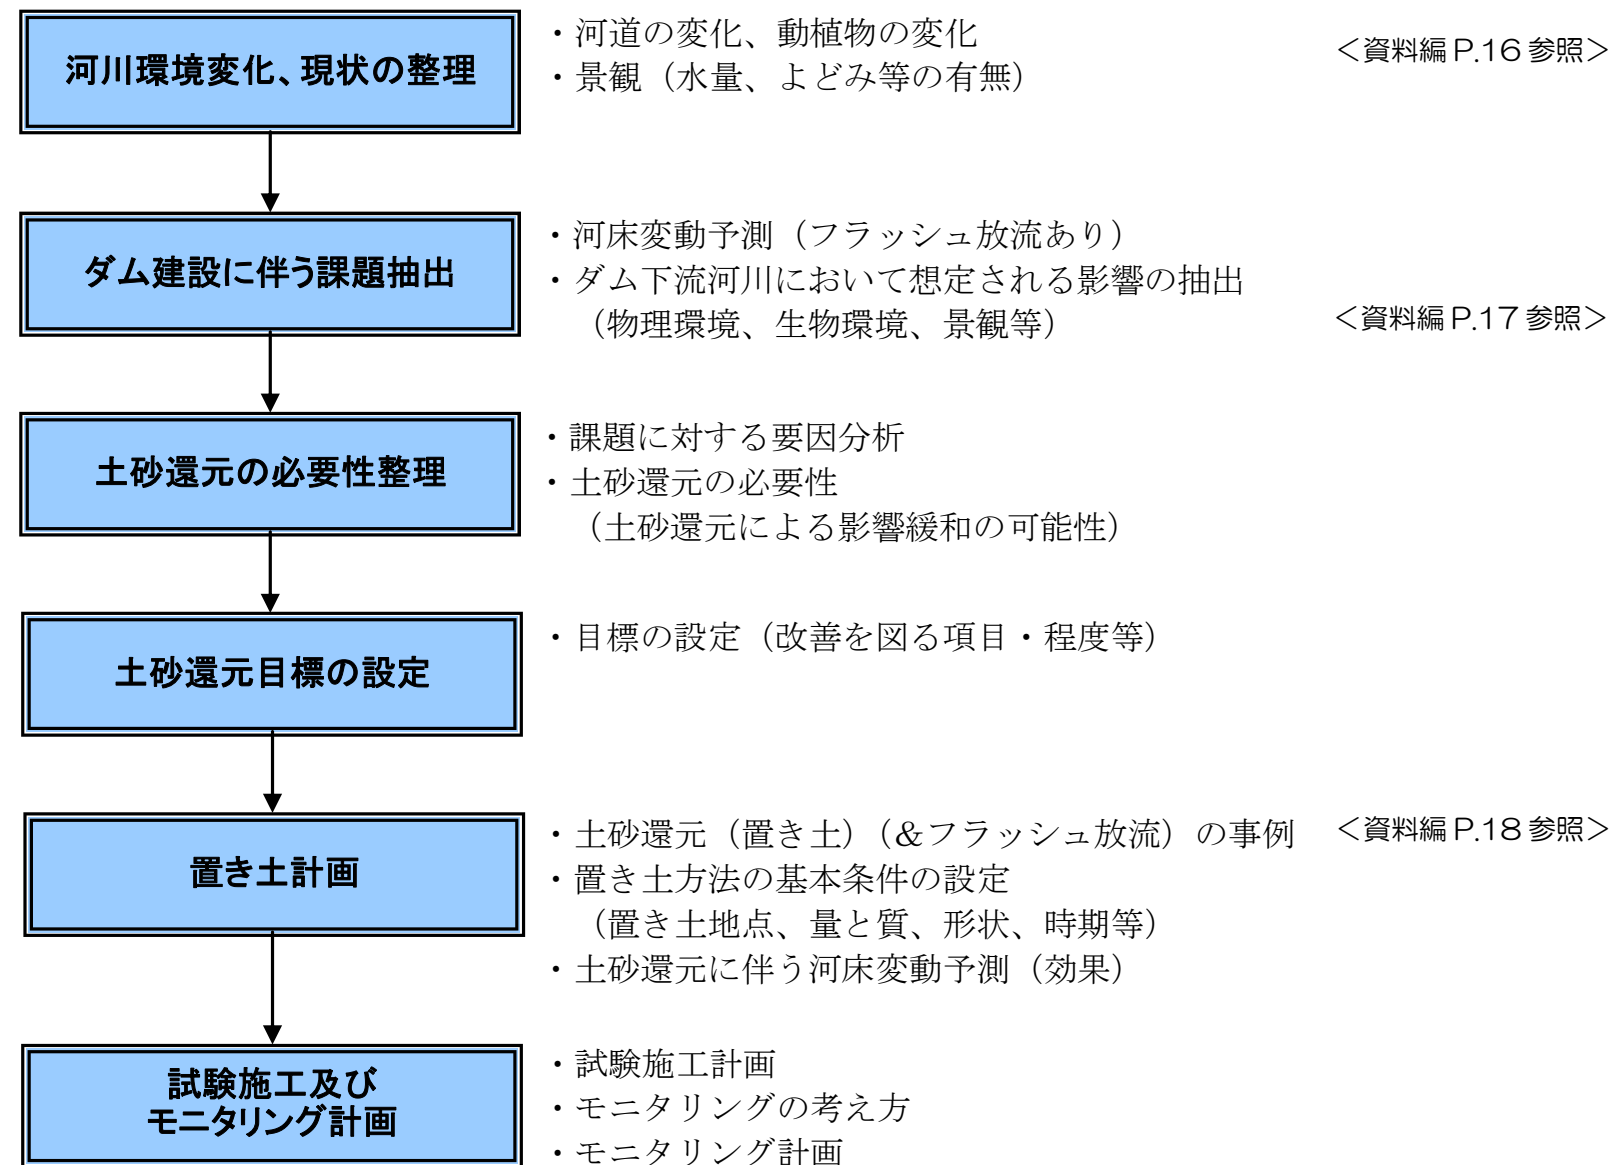 河川環境変化、現状の整理
・河道の変化、動植物の変化
・景観（水量、よどみ等の有無）
＜資料編 P.16 参照＞
ダム建設に伴う課題抽出
・河床変動予測（フラッシュ放流あり）
・ダム下流河川において想定される影響の抽出
（物理環境、生物環境、景観等）
＜資料編 P.17 参照＞
土砂還元の必要性整理
・課題に対する要因分析
・土砂還元の必要性
（土砂還元による影響緩和の可能性）
土砂還元目標の設定
・目標の設定（改善を図る項目・程度等）
置き土計画
・土砂還元（置き土）（＆フラッシュ放流）の事例
＜資料編 P.18 参照＞
・置き土方法の基本条件の設定
（置き土地点、量と質、形状、時期等）
・土砂還元に伴う河床変動予測（効果）
試験施工及び
モニタリング計画
・試験施工計画
・モニタリングの考え方
・モニタリング計画